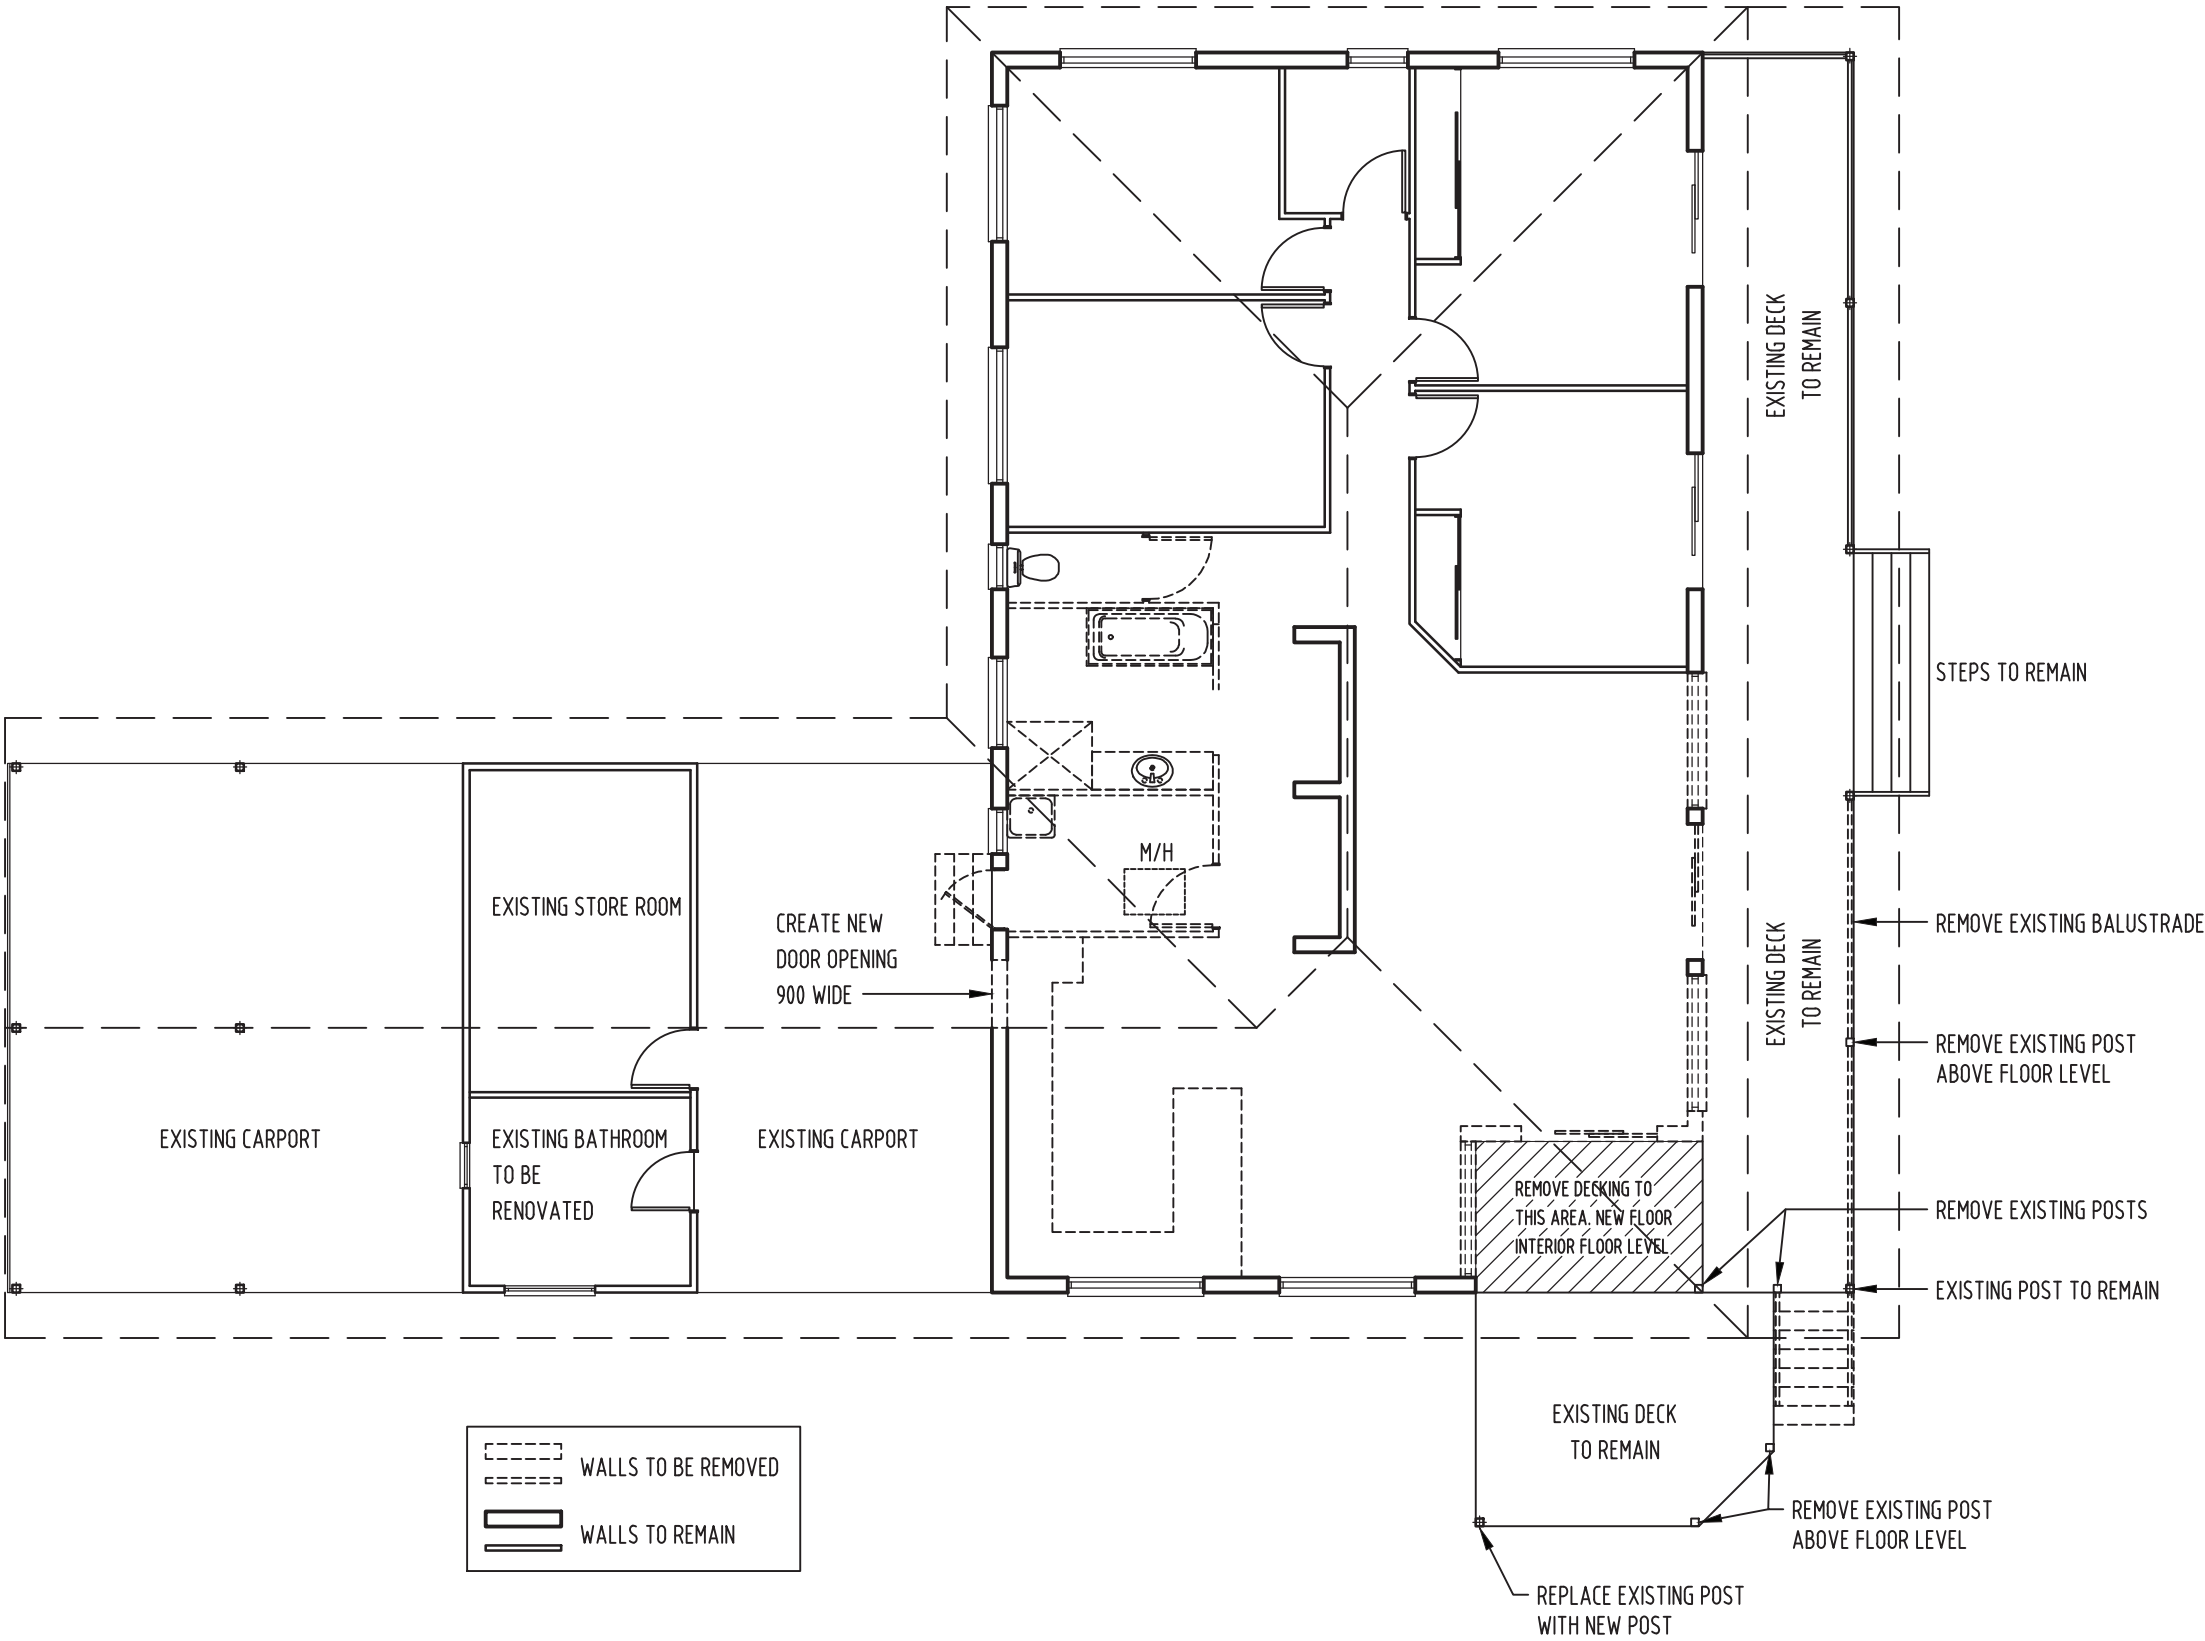 EXISTING DECK
TO REMAIN
STEPS TO REMAIN
M/H
EXISTING STORE ROOM
CREATE NEW
DOOR OPENING
900 WIDE
EXISTING DECK
TO REMAIN
REMOVE EXISTING BALUSTRADE
REMOVE EXISTING POST
ABOVE FLOOR LEVEL
EXISTING CARPORT
EXISTING BATHROOM
TO BE
RENOVATED
EXISTING CARPORT
REMOVE DECKING TO
THIS AREA. NEW FLOOR
INTERIOR FLOOR LEVEL
REMOVE EXISTING POSTS
EXISTING POST TO REMAIN
EXISTING DECK
TO REMAIN
WALLS TO BE REMOVED
WALLS TO REMAIN
REMOVE EXISTING POST
ABOVE FLOOR LEVEL
REPLACE EXISTING POST
WITH NEW POST